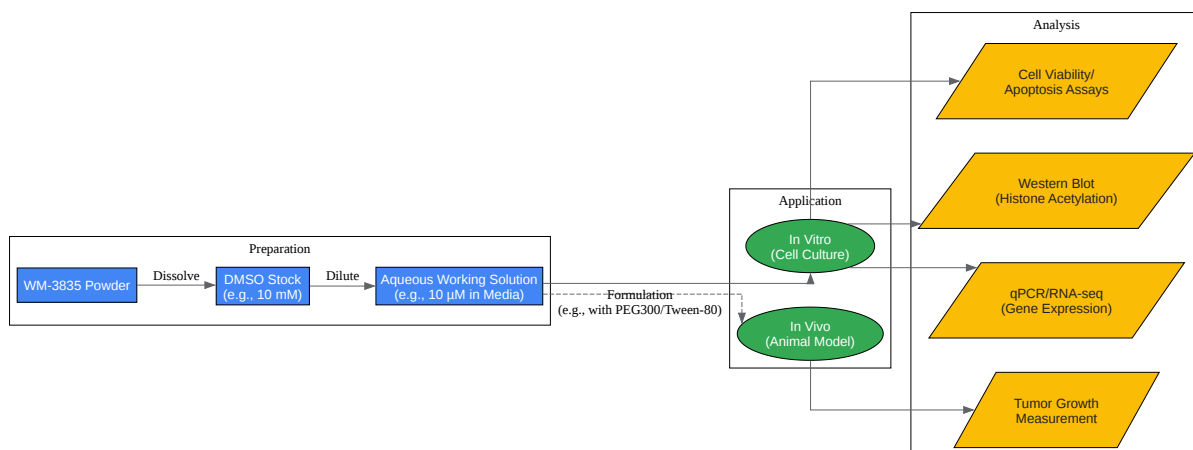 Preparation
WM-3835 Powder
Dissolve
DMSO Stock
(e.g., 10 mM)
Dilute
Aqueous Working Solution
(e.g., 10 µM in Media)
Formulation
(e.g., with PEG300/Tween-80)
Application
In Vitro
(Cell Culture)
In Vivo
(Animal Model)
Analysis
Cell Viability/
Apoptosis Assays
Western Blot
(Histone Acetylation)
qPCR/RNA-seq
(Gene Expression)
Tumor Growth
Measurement